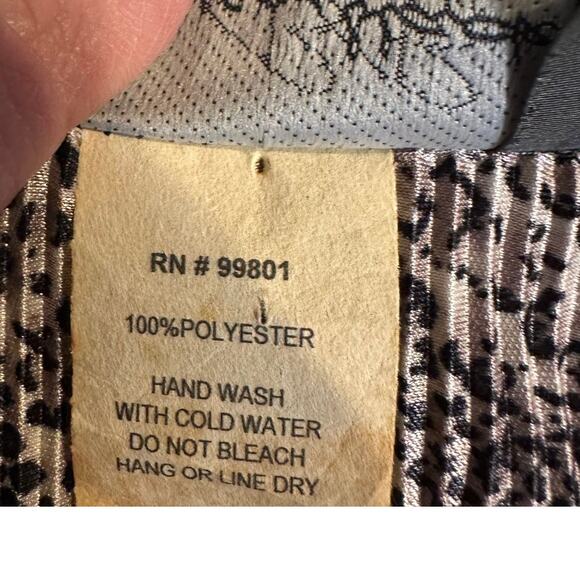 RN # 99801
100%POLYESTER
HAND WASH
WITH COLD WATER
DO NOT BLEACH
HANG OR LINE DRY